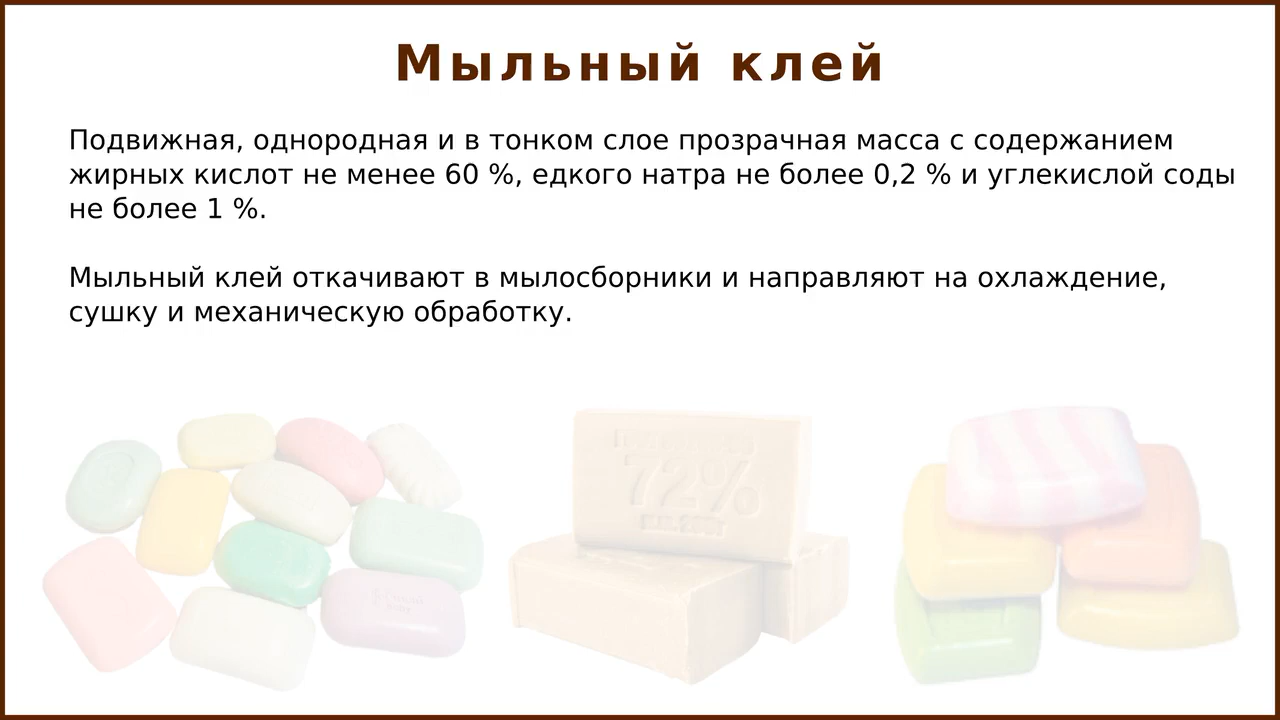 Мыльный клей
Подвижная, однородная и в тонком слое прозрачная масса с содержанием
жирных кислот не менее 60 %, едкого натра не более 0,2 % и углекислой соды
не более 1 %.
Мыльный клей откачивают в мылосборники и направляют на охлаждение,
сушку и механическую обработку.
72%